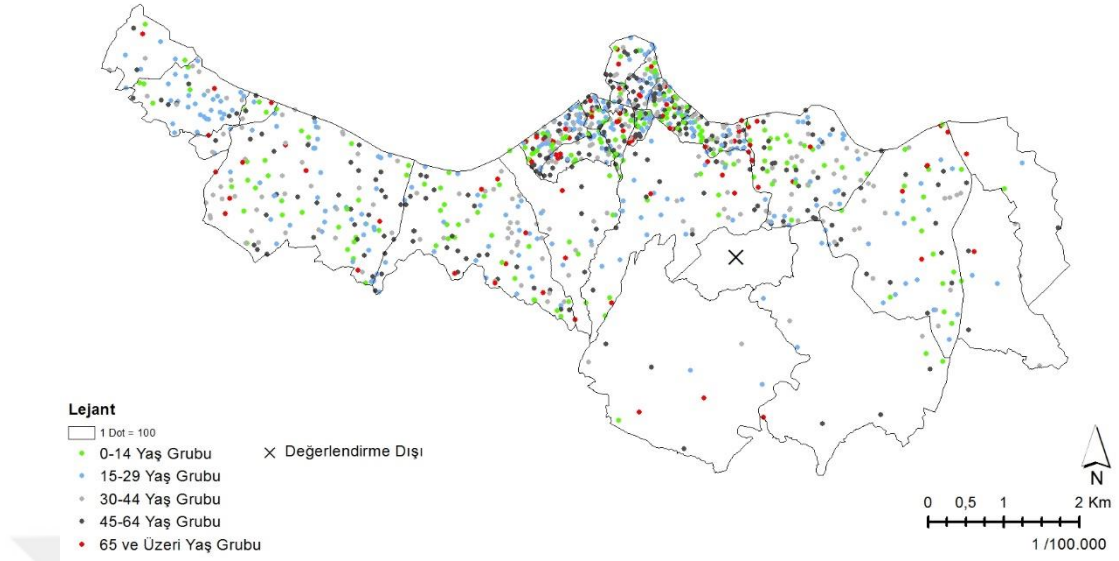 Lejant
1 Dot = 100
0-14 Yaş Grubu
15-29 Yaş Grubu
30-44 Yaş Grubu
45-64 Yaş Grubu
65 ve Üzeri Yaş Grubu
Değerlendirme Dışı
N
0 0,5 1 2 Km
1 /100.000